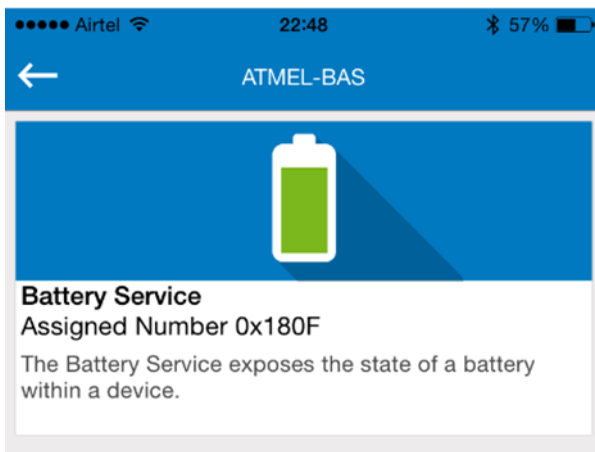 Airtel 22:48 57%
ATMEL-BAS
Battery Service
Assigned Number 0x180F
The Battery Service exposes the state of a battery
within a device.